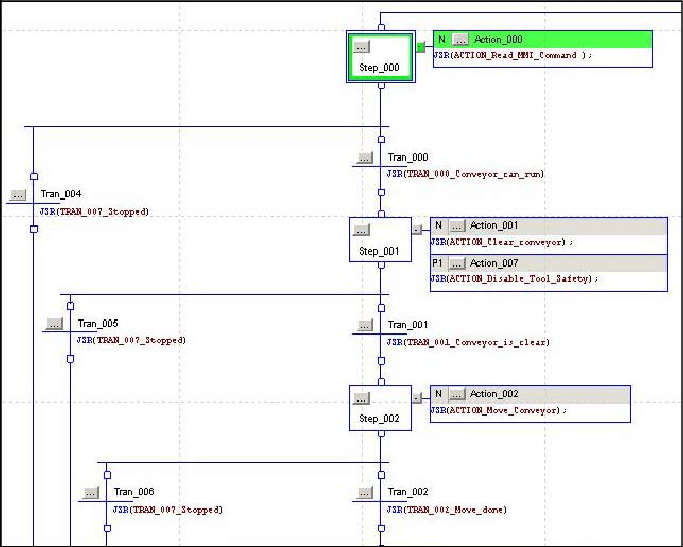 N ... Action_000
JSR(ACTION_Read_MMI_Command );
...
Step_000
... Tran_000
JSR(TRAN_000_Conveyor_can_run)
... Tran_004
JSR(TRAN_007_Stopped)
...
Step_001
N ... Action_001
JSR(ACTION_Clear_conveyor);
P1 ... Action_007
JSR(ACTION_Disable_Tool_Safety);
... Tran_005
JSR(TRAN_007_Stopped)
... Tran_001
JSR(TRAN_001_Conveyor_is_clear)
...
Step_002
N ... Action_002
JSR(ACTION_Move_Conveyor);
... Tran_006
JSR(TRAN_007_Stopped)
... Tran_002
JSR(TRAN_002_Move_done)